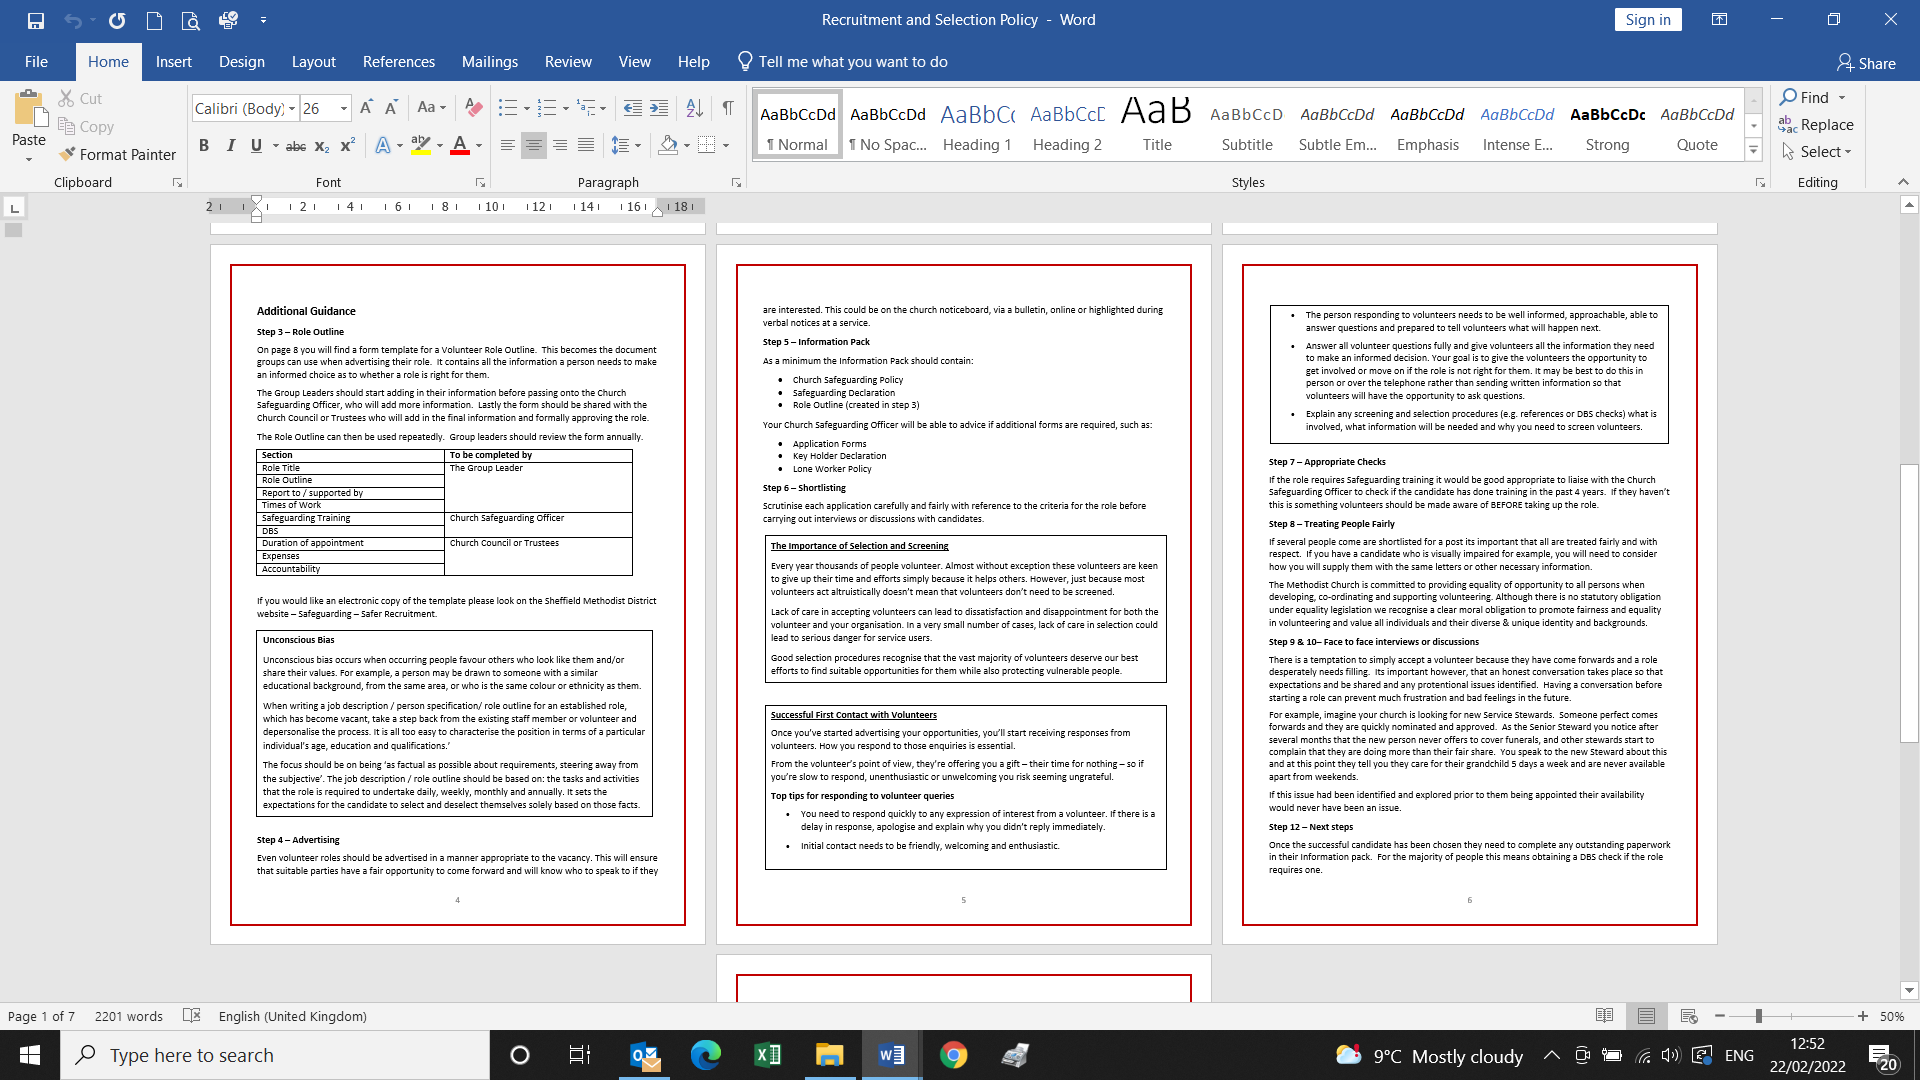 Recruitment and Selection Policy - Word
Sign in
File
Home
Insert
Design
Layout
References
Mailings
Review
View
Help
Tell me what you want to do
Share
Paste
Cut
Copy
Format Painter
Clipboard
Calibri (Body)
26
Aa
B I U abc x₂ x²
A
A
Font
Paragraph
AaBbCcDd
¶ Normal
AaBbCcDd
¶ No Spac...
AaBbCc
Heading 1
AaBbCcE
Heading 2
AaB
Title
AaBbCcD
Subtitle
AaBbCcDd
Subtle Em...
AaBbCcDd
Emphasis
AaBbCcDd
Intense E...
AaBbCcDc
Strong
AaBbCcDd
Quote
Styles
Find
Replace
Select
Editing
2 2 4 6 8 10 12 14 16 18
Additional Guidance
Step 3 – Role Outline
On page 8 you will find a form template for a Volunteer Role Outline. This becomes the document
groups can use when advertising their role. It contains all the information a person needs to make
an informed choice as to whether a role is right for them.
The Group Leaders should start adding in their information before passing onto the Church
Safeguarding Officer, who will add more information. Lastly the form should be shared with the
Church Council or Trustees who will add in the final information and formally approving the role.
The Role Outline can then be used repeatedly. Group leaders should review the form annually.
Section To be completed by
Role Title The Group Leader
Role Outline
Report to / supported by
Times of Work
Safeguarding Training Church Safeguarding Officer
DBS
Duration of appointment Church Council or Trustees
Expenses
Accountability
If you would like an electronic copy of the template please look on the Sheffield Methodist District
website – Safeguarding – Safer Recruitment.
Unconscious Bias
Unconscious bias occurs when occurring people favour others who look like them and/or
share their values. For example, a person may be drawn to someone with a similar
educational background, from the same area, or who is the same colour or ethnicity as them.
When writing a job description / person specification/ role outline for an established role,
which has become vacant, take a step back from the existing staff member or volunteer and
depersonalise the process. It is all too easy to characterise the position in terms of a particular
individual's age, education and qualifications.'
The focus should be on being 'as factual as possible about requirements, steering away from
the subjective'. The job description / role outline should be based on: the tasks and activities
that the role is required to undertake daily, weekly, monthly and annually. It sets the
expectations for the candidate to select and deselect themselves solely based on those facts.
Step 4 – Advertising
Even volunteer roles should be advertised in a manner appropriate to the vacancy. This will ensure
that suitable parties have a fair opportunity to come forward and will know who to speak to if they
4
are interested. This could be on the church noticeboard, via a bulletin, online or highlighted during
verbal notices at a service.
Step 5 – Information Pack
As a minimum the Information Pack should contain:
• Church Safeguarding Policy
• Safeguarding Declaration
• Role Outline (created in step 3)
Your Church Safeguarding Officer will be able to advice if additional forms are required, such as:
• Application Forms
• Key Holder Declaration
• Lone Worker Policy
Step 6 – Shortlisting
Scrutinise each application carefully and fairly with reference to the criteria for the role before
carrying out interviews or discussions with candidates.
The Importance of Selection and Screening
Every year thousands of people volunteer. Almost without exception these volunteers are keen
to give up their time and efforts simply because it helps others. However, just because most
volunteers act altruistically doesn't mean that volunteers don't need to be screened.
Lack of care in accepting volunteers can lead to dissatisfaction and disappointment for both the
volunteer and your organisation. In a very small number of cases, lack of care in selection could
lead to serious danger for service users.
Good selection procedures recognise that the vast majority of volunteers deserve our best
efforts to find suitable opportunities for them while also protecting vulnerable people.
Successful First Contact with Volunteers
Once you've started advertising your opportunities, you'll start receiving responses from
volunteers. How you respond to those enquiries is essential.
From the volunteer's point of view, they're offering you a gift – their time for nothing – so if
you're slow to respond, unenthusiastic or unwelcoming you risk seeming ungrateful.
Top tips for responding to volunteer queries
• You need to respond quickly to any expression of interest from a volunteer. If there is a
delay in response, apologise and explain why you didn't reply immediately.
• Initial contact needs to be friendly, welcoming and enthusiastic.
5
• The person responding to volunteers needs to be well informed, approachable, able to
answer questions and prepared to tell volunteers what will happen next.
• Answer all volunteer questions fully and give volunteers all the information they need
to make an informed decision. Your goal is to give the volunteers the opportunity to
get involved or move on if the role is not right for them. It may be best to do this in
person or over the telephone rather than sending written information so that
volunteers will have the opportunity to ask questions.
• Explain any screening and selection procedures (e.g. references or DBS checks) what is
involved, what information will be needed and why you need to screen volunteers.
Step 7 – Appropriate Checks
If the role requires Safeguarding training it would be good appropriate to liaise with the Church
Safeguarding Officer to check if the candidate has done training in the past 4 years. If they haven't
this is something volunteers should be made aware of BEFORE taking up the role.
Step 8 – Treating People Fairly
If several people come are shortlisted for a post its important that all are treated fairly and with
respect. If you have a candidate who is visually impaired for example, you will need to consider
how you will supply them with the same letters or other necessary information.
The Methodist Church is committed to providing equality of opportunity to all persons when
developing, co-ordinating and supporting volunteering. Although there is no statutory obligation
under equality legislation we recognise a clear moral obligation to promote fairness and equality
in volunteering and value all individuals and their diverse & unique identity and backgrounds.
Step 9 & 10– Face to face interviews or discussions
There is a temptation to simply accept a volunteer because they have come forwards and a role
desperately needs filling. Its important however, that an honest conversation takes place so that
expectations and be shared and any protentional issues identified. Having a conversation before
starting a role can prevent much frustration and bad feelings in the future.
For example, imagine your church is looking for new Service Stewards. Someone perfect comes
forwards and they are quickly nominated and approved. As the Senior Steward you notice after
several months that the new person never offers to cover funerals, and other stewards start to
complain that they are doing more than their fair share. You speak to the new Steward about this
and at this point they tell you they care for their grandchild 5 days a week and are never available
apart from weekends.
If this issue had been identified and explored prior to them being appointed their availability
would never have been an issue.
Step 12 – Next steps
Once the successful candidate has been chosen they need to complete any outstanding paperwork
in their Information pack. For the majority of people this means obtaining a DBS check if the role
requires one.
6
Page 1 of 7
2201 words
English (United Kingdom)
50%
Type here to search
9°C Mostly cloudy
ENG
12:52
22/02/2022
20